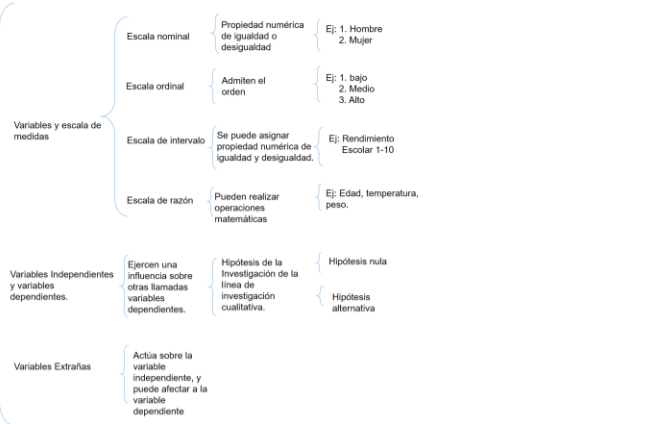 Variables y escala de
medidas
Escala nominal
Propiedad numérica
de igualdad o
desigualdad
Ej: 1. Hombre
2. Mujer
Escala ordinal
Admiten el
orden
Ej: 1. bajo
2. Medio
3. Alto
Escala de intervalo
Se puede asignar
propiedad numérica de
igualdad y desigualdad.
Ej: Rendimiento
Escolar 1-10
Escala de razón
Pueden realizar
operaciones
matemáticas
Ej: Edad, temperatura,
peso.
Variables Independientes
y variables
dependientes.
Ejercen una
influencia sobre
otras llamadas
variables
dependientes.
Hipótesis de la
Investigación de la
línea de
investigación
cualitativa.
Hipótesis nula
Hipótesis
alternativa
Variables Extrañas
Actúa sobre la
variable
independiente, y
puede afectar a la
variable
dependiente